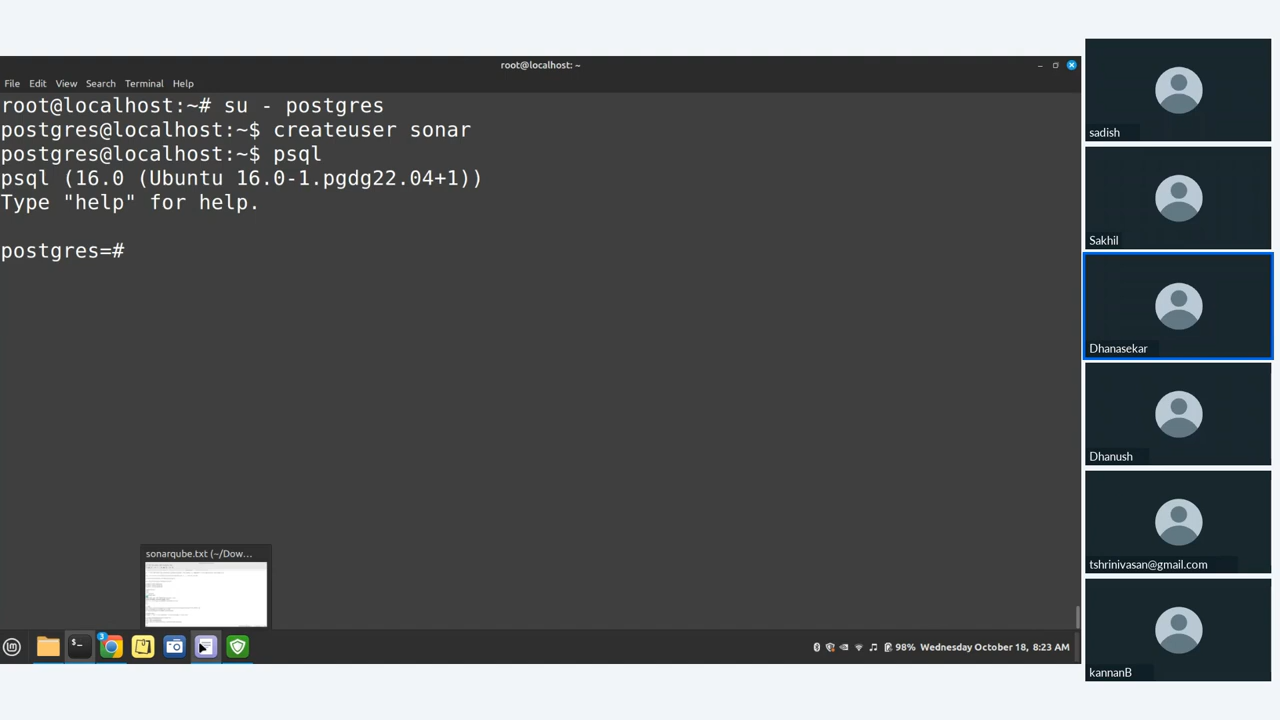 root@localhost: ~
File Edit View Search Terminal Help
root@localhost:~# su - postgres
postgres@localhost:~$ createuser sonar
postgres@localhost:~$ psql
psql (16.0 (Ubuntu 16.0-1.pgdg22.04+1))
Type "help" for help.
postgres=#
sonarqube.txt (~/Dow...
3
98% Wednesday October 18, 8:23 AM
sadish
Sakhil
Dhanasekar
Dhanush
tshrinivasan@gmail.com
kannanB